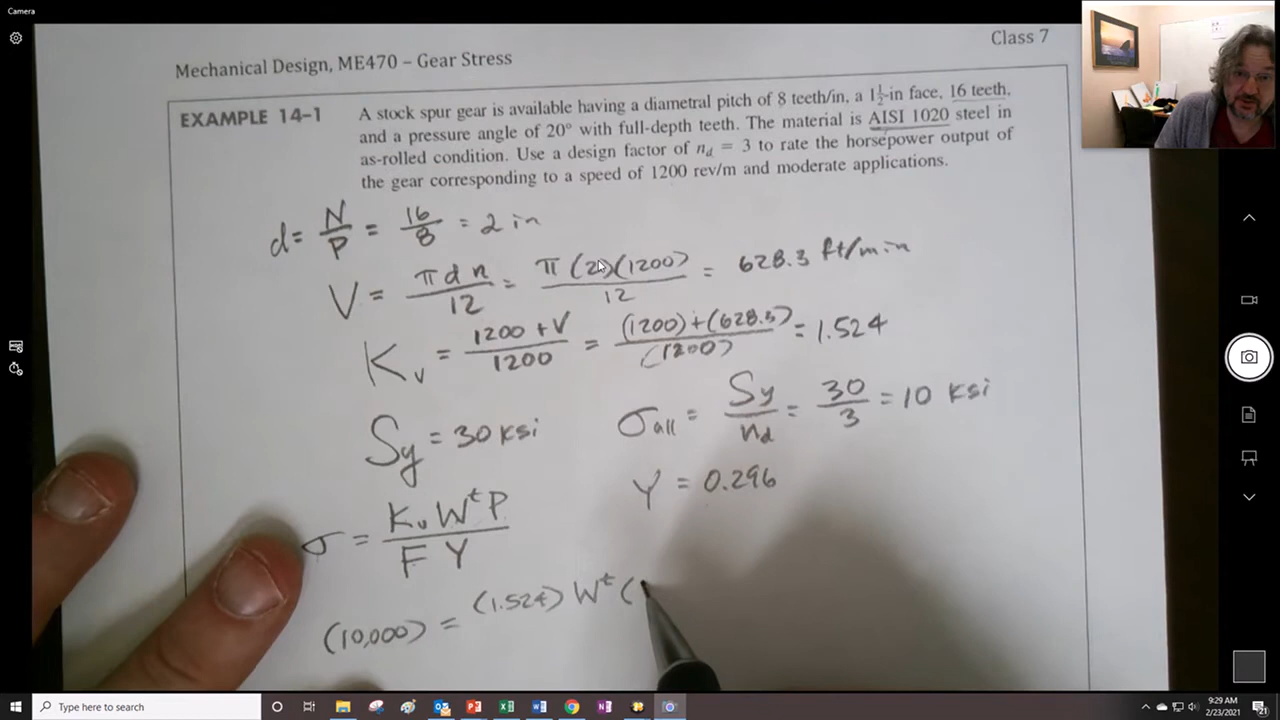 Camera
Class 7
Mechanical Design, ME470 – Gear Stress
EXAMPLE 14–1
A stock spur gear is available having a diametral pitch of 8 teeth/in, a 1½-in face, 16 teeth,
and a pressure angle of 20° with full-depth teeth. The material is AISI 1020 steel in
as-rolled condition. Use a design factor of n_d = 3 to rate the horsepower output of
the gear corresponding to a speed of 1200 rev/m and moderate applications.
d = N/P = 16/8 = 2 in
V = πdn/12 = π(2)(1200)/12 = 628.3 ft/min
K_v = 1200+V/1200 = (1200)+(628.3)/(1200) = 1.524
S_y = 30 ksi
σ_all = S_y/n_d = 30/3 = 10 ksi
Y = 0.296
σ = K_v W^t P/F Y
(10,000) = (1.524) W^t (
Type here to search
9:29 AM
2/23/2021
21